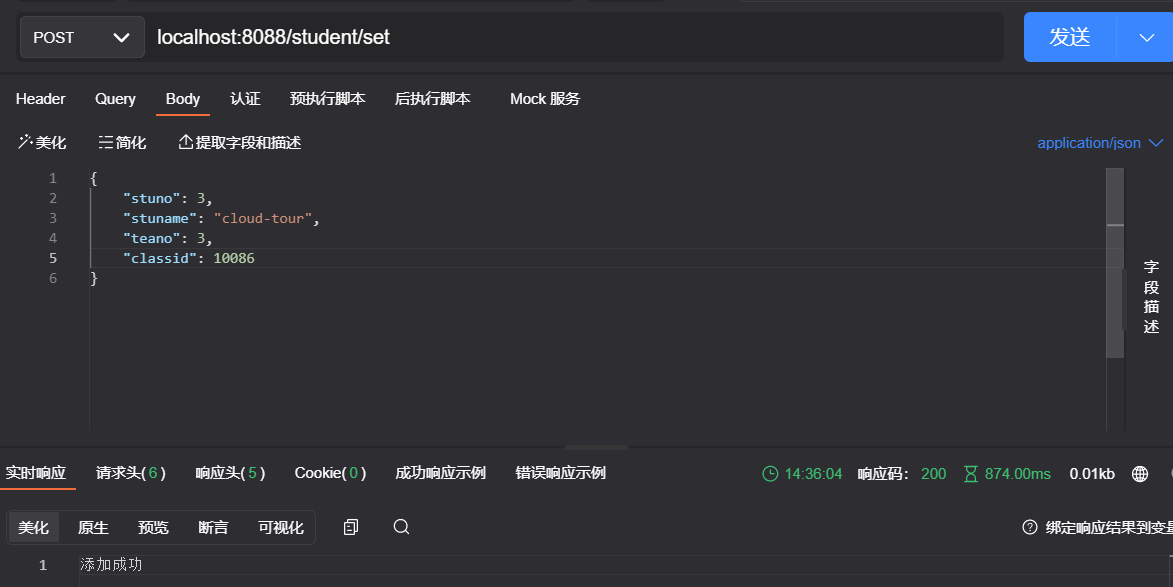 POST localhost:8088/student/set 发送
Header Query Body 认证 预执行脚本 后执行脚本 Mock 服务
美化 简化 提取字段和描述 application/json
1 {
2 "stuno": 3,
3 "stuname": "cloud-tour",
4 "teano": 3,
5 "classid": 10086
6 }
字段描述
实时响应 请求头(6) 响应头(5) Cookie(0) 成功响应示例 错误响应示例 14:36:04 响应码: 200 874.00ms 0.01kb
美化 原生 预览 断言 可视化 绑定响应结果到变量
1 添加成功